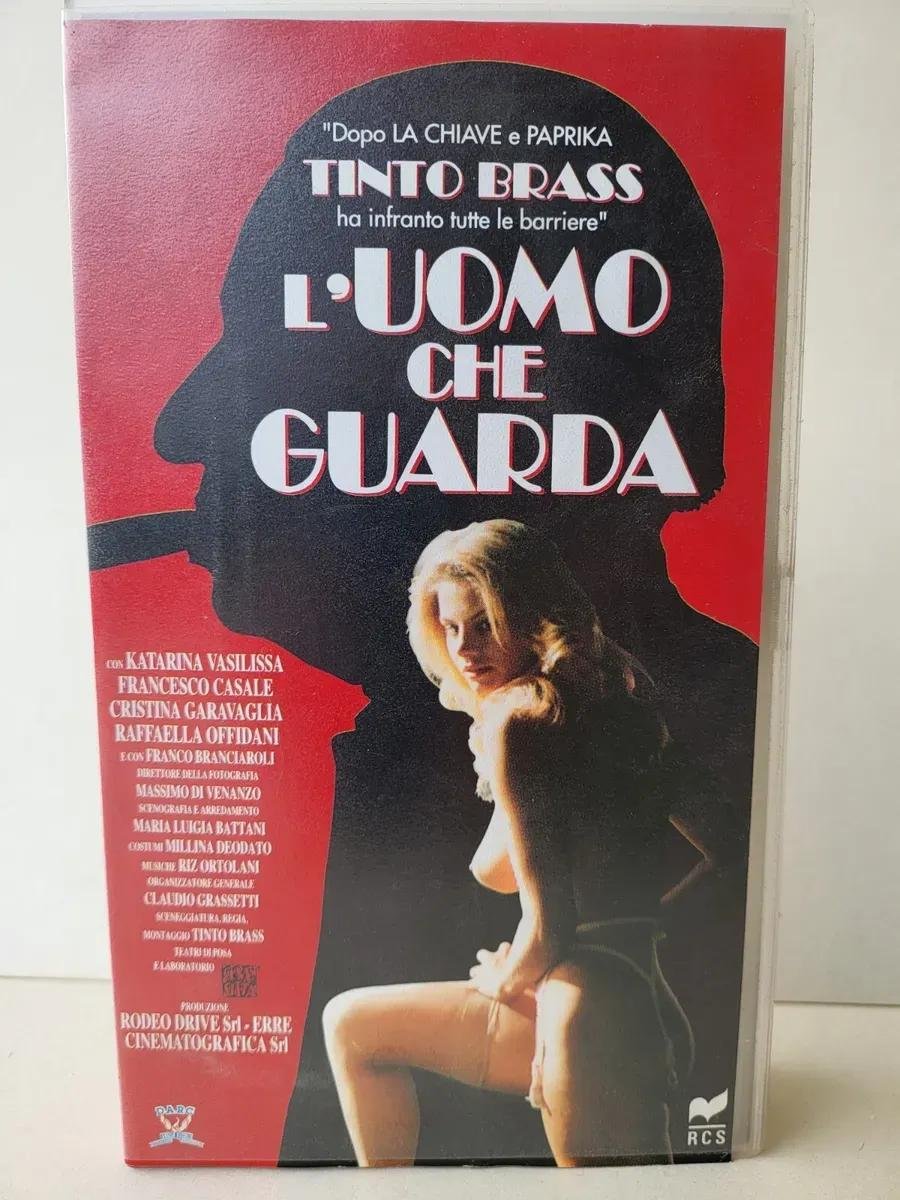 "Dopo LA CHIAVE e PAPRIKA
TINTO BRASS
ha infranto tutte le barriere"
L'UOMO
CHE
GUARDA
CON KATARINA VASILISSA
FRANCESCO CASALE
CRISTINA GARAVAGLIA
RAFFAELLA OFFIDANI
E CON FRANCO BRANCIAROLI
DIRETTORE DELLA FOTOGRAFIA
MASSIMO DI VENANZO
SCENOGRAFIA E ARREDAMENTO
MARIA LUIGIA BATTANI
COSTUMI MILLINA DEODATO
MUSICHE RIZ ORTOLANI
ORGANIZZATORE GENERALE
CLAUDIO GRASSETTI
SCENEGGIATURA, REGIA,
MONTAGGIO TINTO BRASS
TEATRI DI POSA
E LABORATORIO
PRODUZIONE
RODEO DRIVE Srl - ERRE
CINEMATOGRAFICA Srl
DARC
RCS